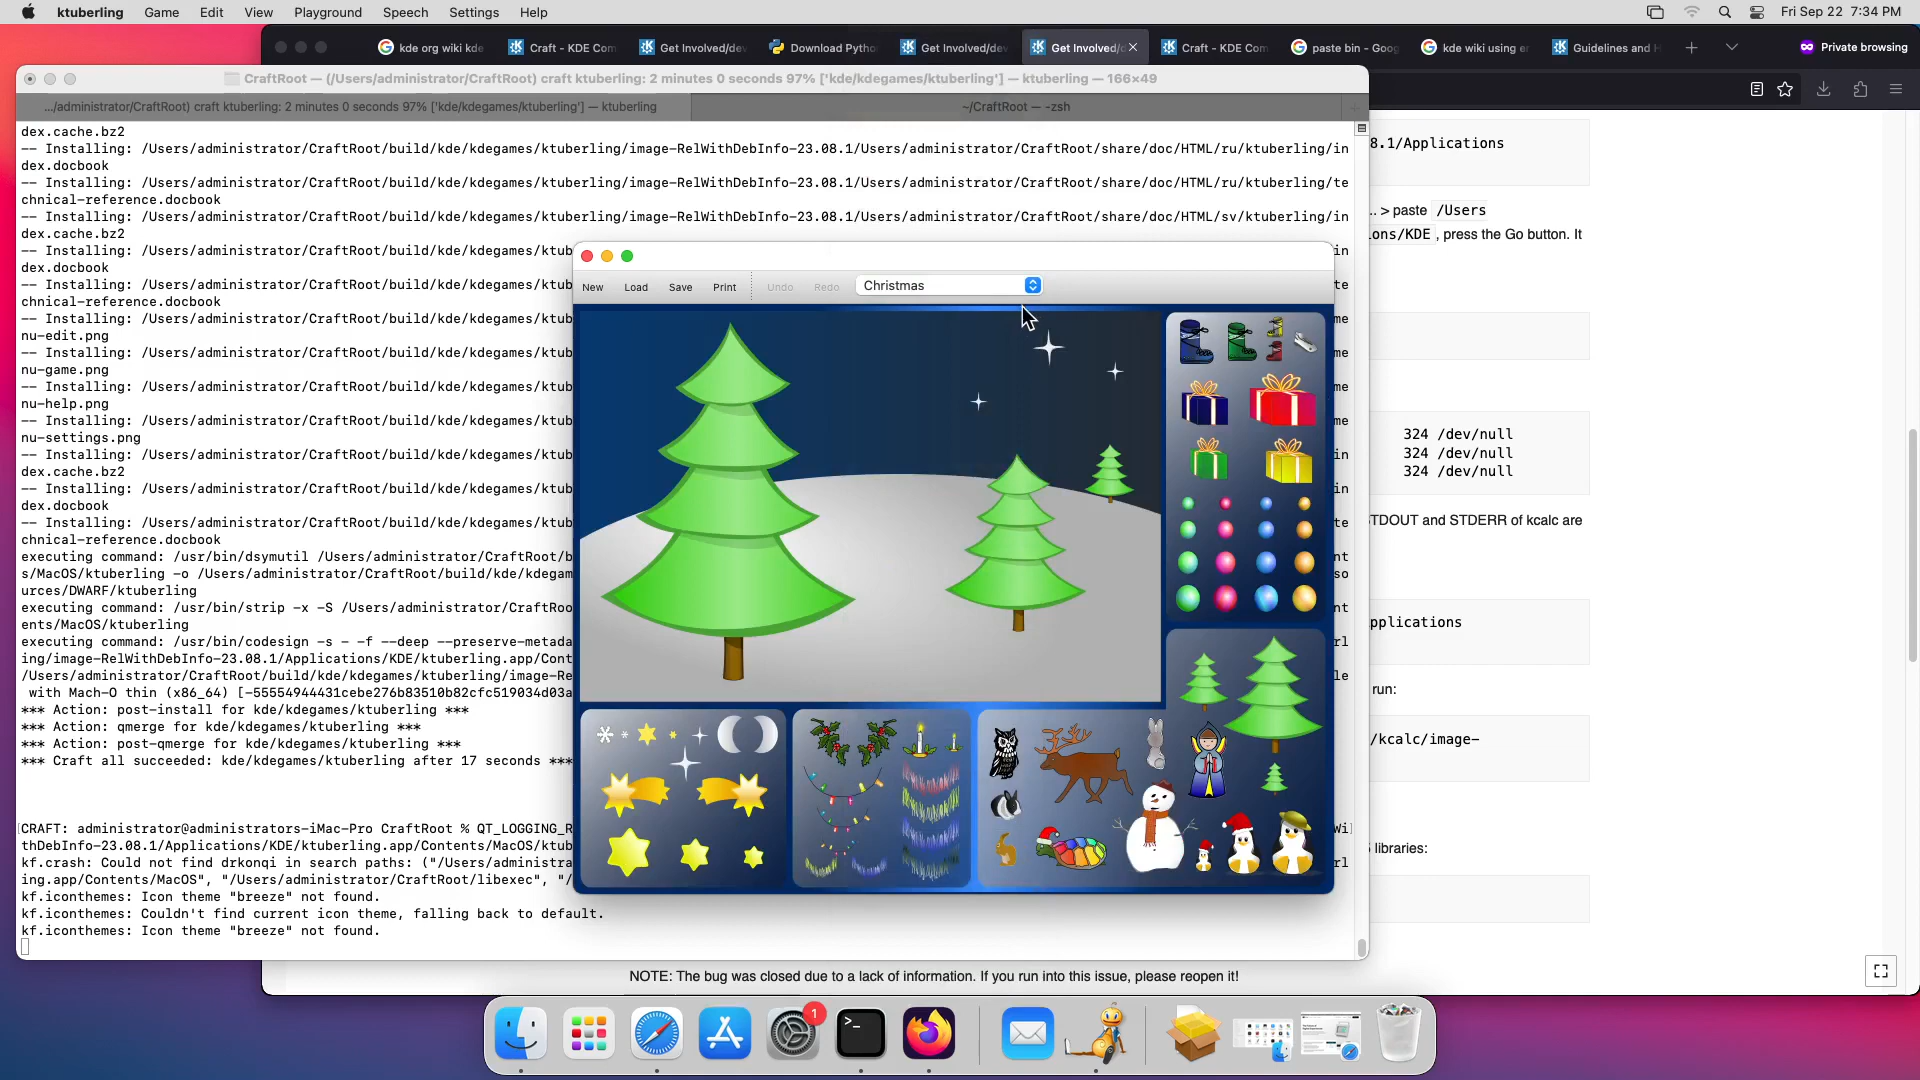 ktuberling Game Edit View Playground Speech Settings Help Fri Sep 22 7:34 PM
kde org wiki kde Craft - KDE Com Get Involved/dev Download Pytho Get Involved/dev Get Involved/d Craft - KDE Com paste bin - Goog kde wiki using er Guidelines and H Private browsing
CraftRoot — (/Users/administrator/CraftRoot) craft ktuberling: 2 minutes 0 seconds 97% ['kde/kdegames/ktuberling'] — ktuberling — 166×49
.../administrator/CraftRoot) craft ktuberling: 2 minutes 0 seconds 97% ['kde/kdegames/ktuberling'] — ktuberling ~/CraftRoot — -zsh
dex.cache.bz2
-- Installing: /Users/administrator/CraftRoot/build/kde/kdegames/ktuberling/image-RelWithDebInfo-23.08.1/Users/administrator/CraftRoot/share/doc/HTML/ru/ktuberling/in
dex.docbook
-- Installing: /Users/administrator/CraftRoot/build/kde/kdegames/ktuberling/image-RelWithDebInfo-23.08.1/Users/administrator/CraftRoot/share/doc/HTML/ru/ktuberling/te
chnical-reference.docbook
-- Installing: /Users/administrator/CraftRoot/build/kde/kdegames/ktuberling/image-RelWithDebInfo-23.08.1/Users/administrator/CraftRoot/share/doc/HTML/sv/ktuberling/in
dex.cache.bz2
-- Installing: /Users/administrator/CraftRoot/build/kde/kdegames/ktub in
dex.docbook
-- Installing: /Users/administrator/CraftRoot/build/kde/kdegames/ktub te
chnical-reference.docbook
-- Installing: /Users/administrator/CraftRoot/build/kde/kdegames/ktub me
nu-edit.png
-- Installing: /Users/administrator/CraftRoot/build/kde/kdegames/ktub me
nu-game.png
-- Installing: /Users/administrator/CraftRoot/build/kde/kdegames/ktub me
nu-help.png
-- Installing: /Users/administrator/CraftRoot/build/kde/kdegames/ktub me
nu-settings.png
-- Installing: /Users/administrator/CraftRoot/build/kde/kdegames/ktub in
dex.cache.bz2
-- Installing: /Users/administrator/CraftRoot/build/kde/kdegames/ktub in
dex.docbook
-- Installing: /Users/administrator/CraftRoot/build/kde/kdegames/ktub te
chnical-reference.docbook
executing command: /usr/bin/dsymutil /Users/administrator/CraftRoot/b nt
s/MacOS/ktuberling -o /Users/administrator/CraftRoot/build/kde/kdegam so
urces/DWARF/ktuberling
executing command: /usr/bin/strip -x -S /Users/administrator/CraftRoo nt
ents/MacOS/ktuberling
executing command: /usr/bin/codesign -s - -f --deep --preserve-metada rl
ing/image-RelWithDebInfo-23.08.1/Applications/KDE/ktuberling.app/Cont
/Users/administrator/CraftRoot/build/kde/kdegames/ktuberling/image-Re le
with Mach-O thin (x86_64) [-55554944431cebe276b83510b82cfc519034d03a
*** Action: post-install for kde/kdegames/ktuberling ***
*** Action: qmerge for kde/kdegames/ktuberling ***
*** Action: post-qmerge for kde/kdegames/ktuberling ***
*** Craft all succeeded: kde/kdegames/ktuberling after 17 seconds ***
CRAFT: administrator@administrators-iMac-Pro CraftRoot % QT_LOGGING_R Wi
thDebInfo-23.08.1/Applications/KDE/ktuberling.app/Contents/MacOS/ktub
kf.crash: Could not find drkonqi in search paths: ("/Users/administra rl
ing.app/Contents/MacOS", "/Users/administrator/CraftRoot/libexec", "/
kf.iconthemes: Icon theme "breeze" not found.
kf.iconthemes: Couldn't find current icon theme, falling back to default.
kf.iconthemes: Icon theme "breeze" not found.
New Load Save Print Undo Redo Christmas
8.1/Applications
.. > paste /Users
ons/KDE , press the Go button. It
324 /dev/null
324 /dev/null
324 /dev/null
TDOUT and STDERR of kcalc are
pplications
run:
/kcalc/image-
libraries:
NOTE: The bug was closed due to a lack of information. If you run into this issue, please reopen it!
1